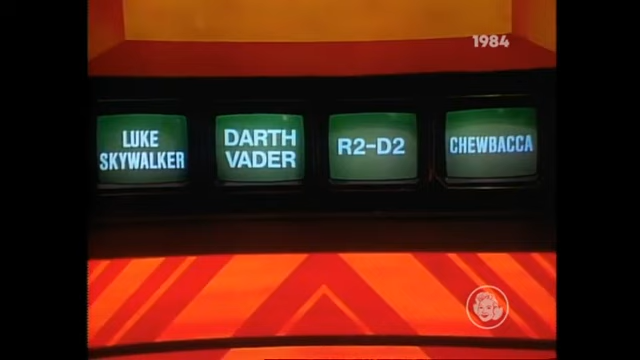 1984
LUKE
SKYWALKER
DARTH
VADER
R2-D2
CHEWBACCA